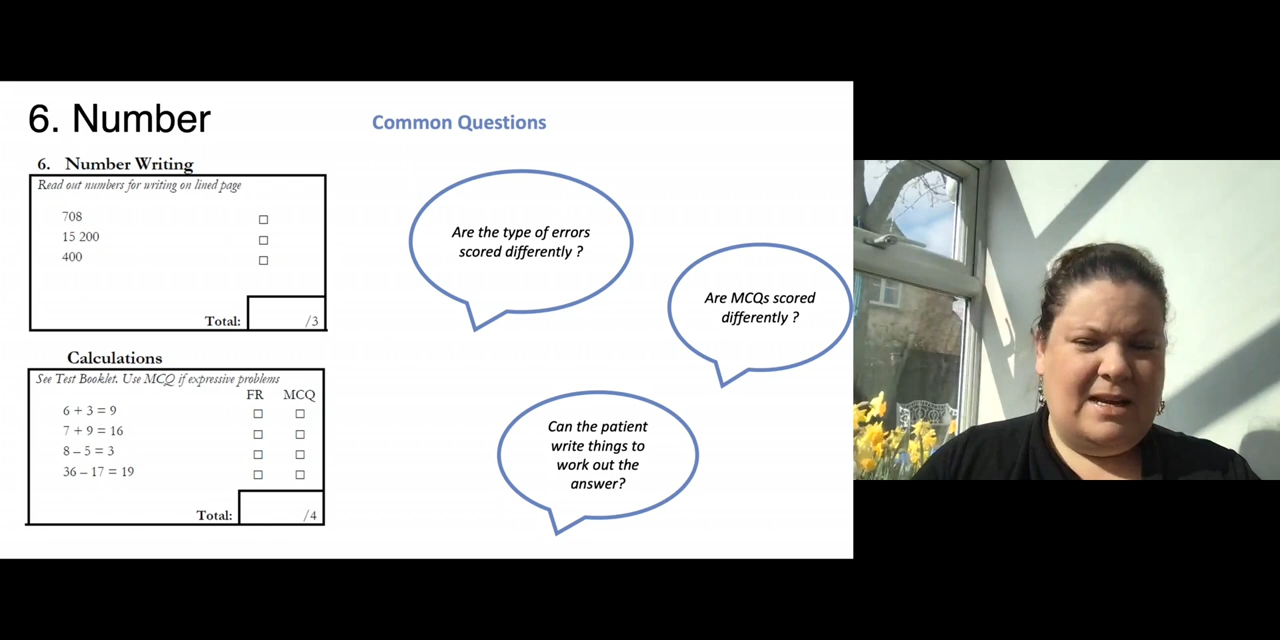 6. Number
Common Questions
6. Number Writing
Read out numbers for writing on lined page
708
15 200
400
Total: /3
Calculations
See Test Booklet. Use MCQ if expressive problems
FR MCQ
6 + 3 = 9
7 + 9 = 16
8 – 5 = 3
36 – 17 = 19
Total: /4
Are the type of errors
scored differently ?
Are MCQs scored
differently ?
Can the patient
write things to
work out the
answer?